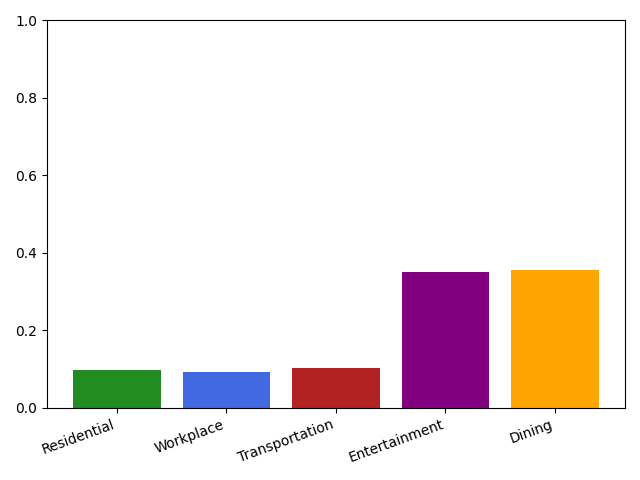 1.0
0.8
0.6
0.4
0.2
0.0
Residential
Workplace
Transportation
Entertainment
Dining